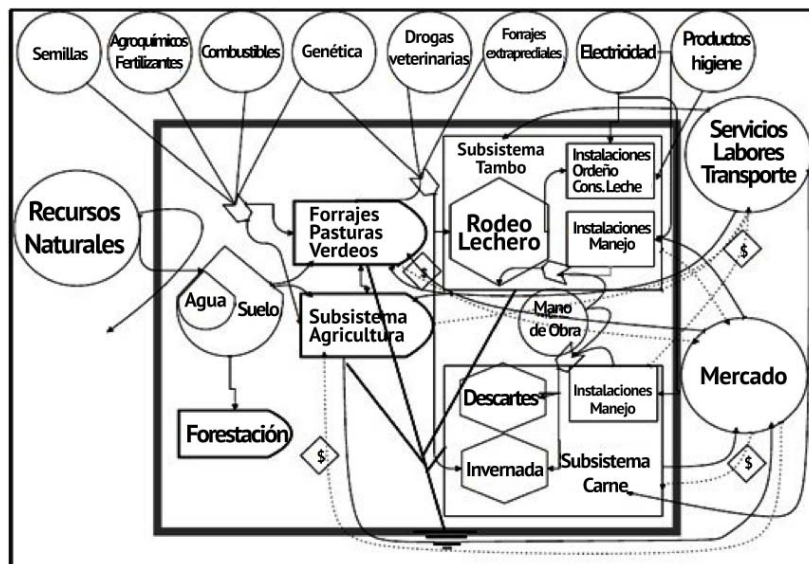 Semillas
Agroquímicos
Fertilizantes
Combustibles
Genética
Drogas
veterinarias
Forrajes
extraprediales
Electricidad
Productos
higiene
Servicios
Labores
Transporte
Subsistema
Tambo
Instalaciones
Ordeño
Cons. Leche
Recursos
Naturales
Forrajes
Pasturas
Verdeos
Rodeo
Lechero
Instalaciones
Manejo
$
$
Agua
Suelo
Subsistema
Agricultura
Mano
de Obra
Mercado
Descartes
Instalaciones
Manejo
Forestación
$
Invernada
Subsistema
Carne
$